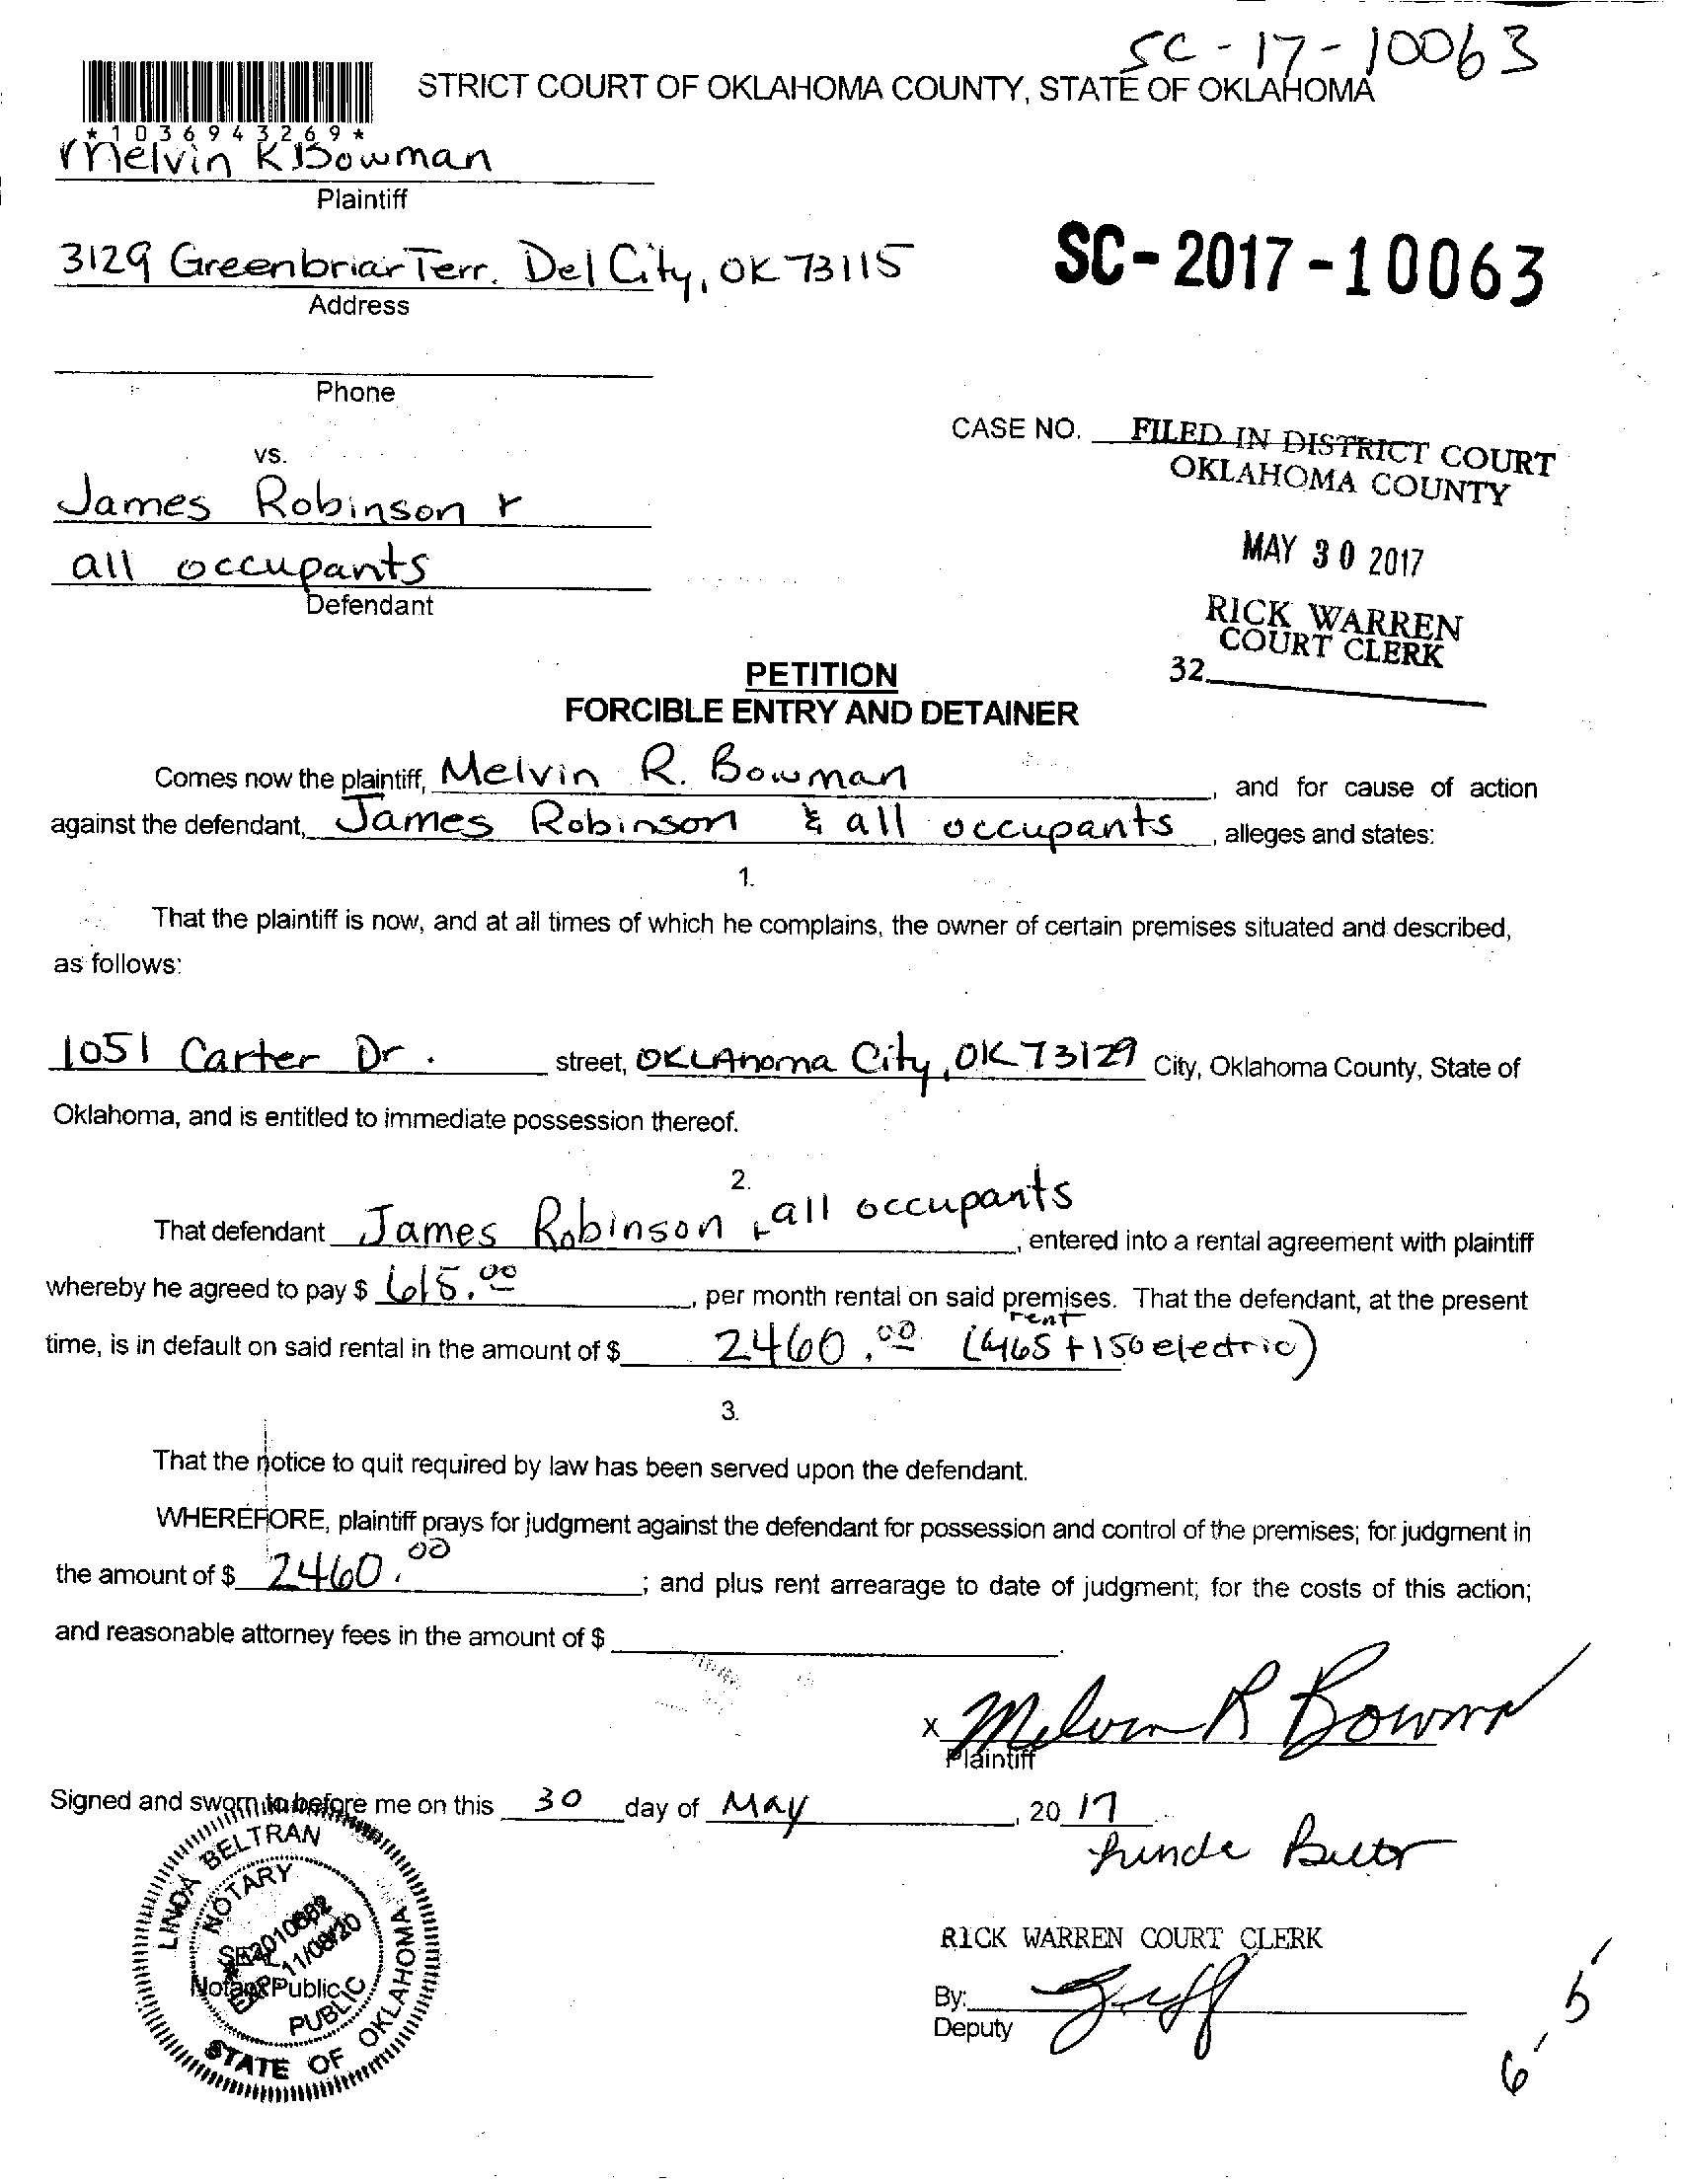 SC-17-10063
STRICT COURT OF OKLAHOMA COUNTY, STATE OF OKLAHOMA
*1036943269*
Melvin K Bowman
Plaintiff
3129 Greenbriar Terr. Del City, OK 73115
SC-2017-10063
Address
Phone
CASE NO. FILED IN DISTRICT COURT
OKLAHOMA COUNTY
vs.
James Robinson &
all occupants
Defendant
MAY 30 2017
RICK WARREN
COURT CLERK
32
PETITION
FORCIBLE ENTRY AND DETAINER
Comes now the plaintiff, Melvin R. Bowman, and for cause of action
against the defendant, James Robinson & all occupants, alleges and states:
1.
That the plaintiff is now, and at all times of which he complains, the owner of certain premises situated and described,
as follows:
1051 Carter Dr. street, OKLAhoma City, OK 73129 City, Oklahoma County, State of
Oklahoma, and is entitled to immediate possession thereof.
2.
That defendant James Robinson & all occupants, entered into a rental agreement with plaintiff
whereby he agreed to pay $ 615.00, per month rental on said premises. That the defendant, at the present
time, is in default on said rental in the amount of $ 2460.00 (465 rent + 150 electric)
3.
That the notice to quit required by law has been served upon the defendant.
WHEREFORE, plaintiff prays for judgment against the defendant for possession and control of the premises; for judgment in
the amount of $ 2460.00; and plus rent arrearage to date of judgment; for the costs of this action;
and reasonable attorney fees in the amount of $
x Melvin R Bowman
Plaintiff
Signed and sworn to before me on this 30 day of May, 20 17
Linda Beltr
LINDA BELTRAN
NOTARY
EXP. 11/08/20
Notary Public
PUBLIC
STATE OF OKLAHOMA
RICK WARREN COURT CLERK
By:
Deputy